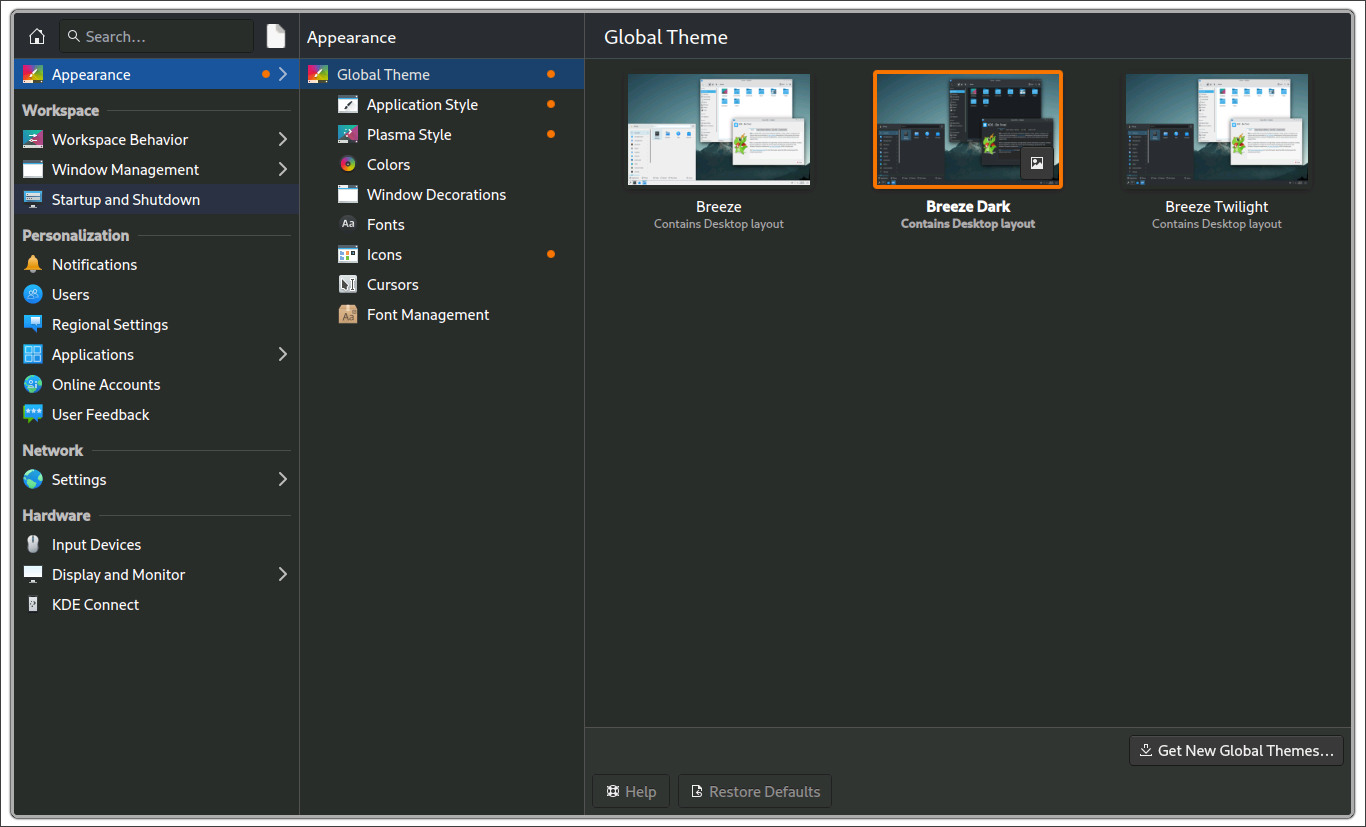 Search...
Appearance
Workspace
Workspace Behavior
Window Management
Startup and Shutdown
Personalization
Notifications
Users
Regional Settings
Applications
Online Accounts
User Feedback
Network
Settings
Hardware
Input Devices
Display and Monitor
KDE Connect
Appearance
Global Theme
Application Style
Plasma Style
Colors
Window Decorations
Aa Fonts
Icons
Cursors
Aa Font Management
Global Theme
Breeze
Contains Desktop layout
Breeze Dark
Contains Desktop layout
Breeze Twilight
Contains Desktop layout
Get New Global Themes...
Help
Restore Defaults